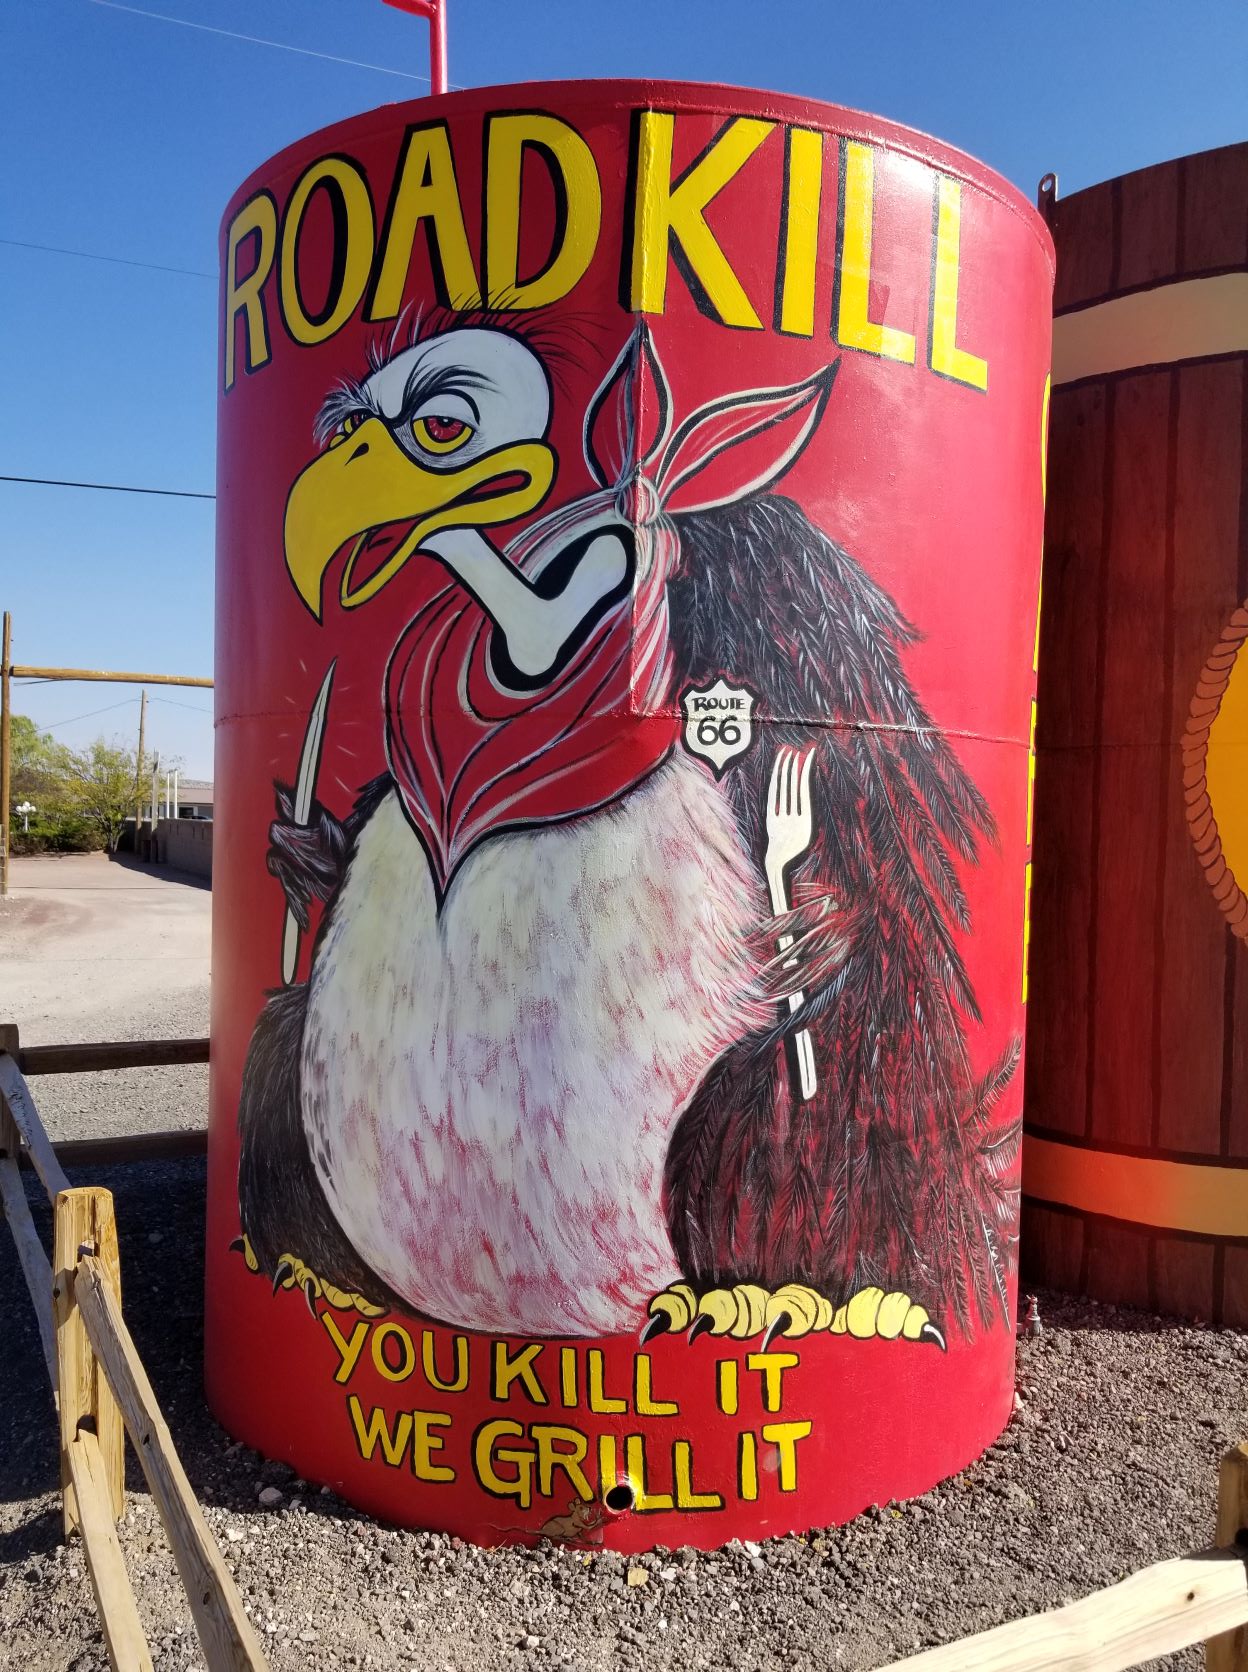 ROAD KILL
ROUTE
66
YOU KILL IT
WE GRILL IT